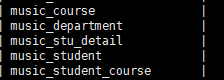 | music_course |
| music_department |
| music_stu_detail |
| music_student |
| music_student_course |